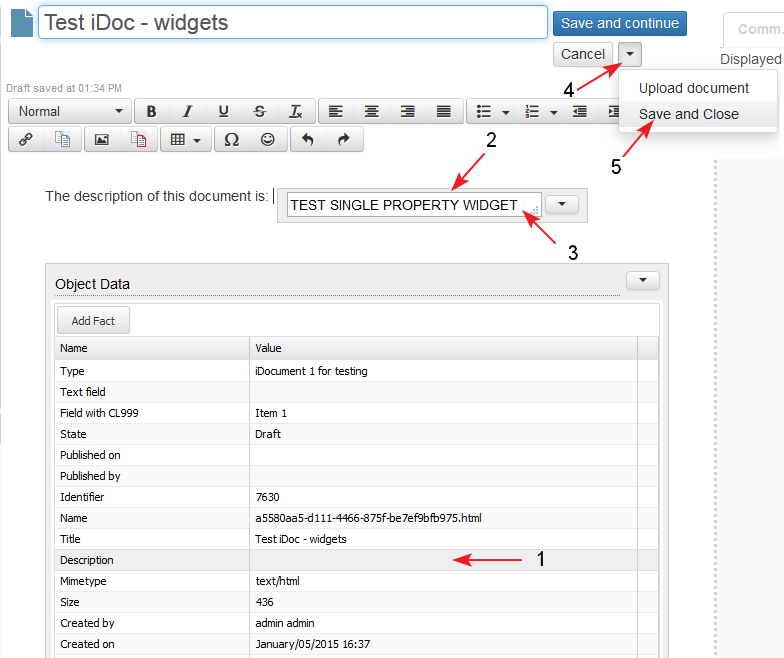 Test iDoc - widgets
Save and continue
Comm.
Cancel
Displayed
4
Upload document
Draft saved at 01:34 PM
Normal
B I U S Ix
Save and Close
Ω
2
5
The description of this document is:
TEST SINGLE PROPERTY WIDGET
3
Object Data
Add Fact
Name Value
Type iDocument 1 for testing
Text field
Field with CL999 Item 1
State Draft
Published on
Published by
Identifier 7630
Name a5580aa5-d111-4466-875f-be7ef9bfb975.html
Title Test iDoc - widgets
Description 1
Mimetype text/html
Size 436
Created by admin admin
Created on January/05/2015 16:37